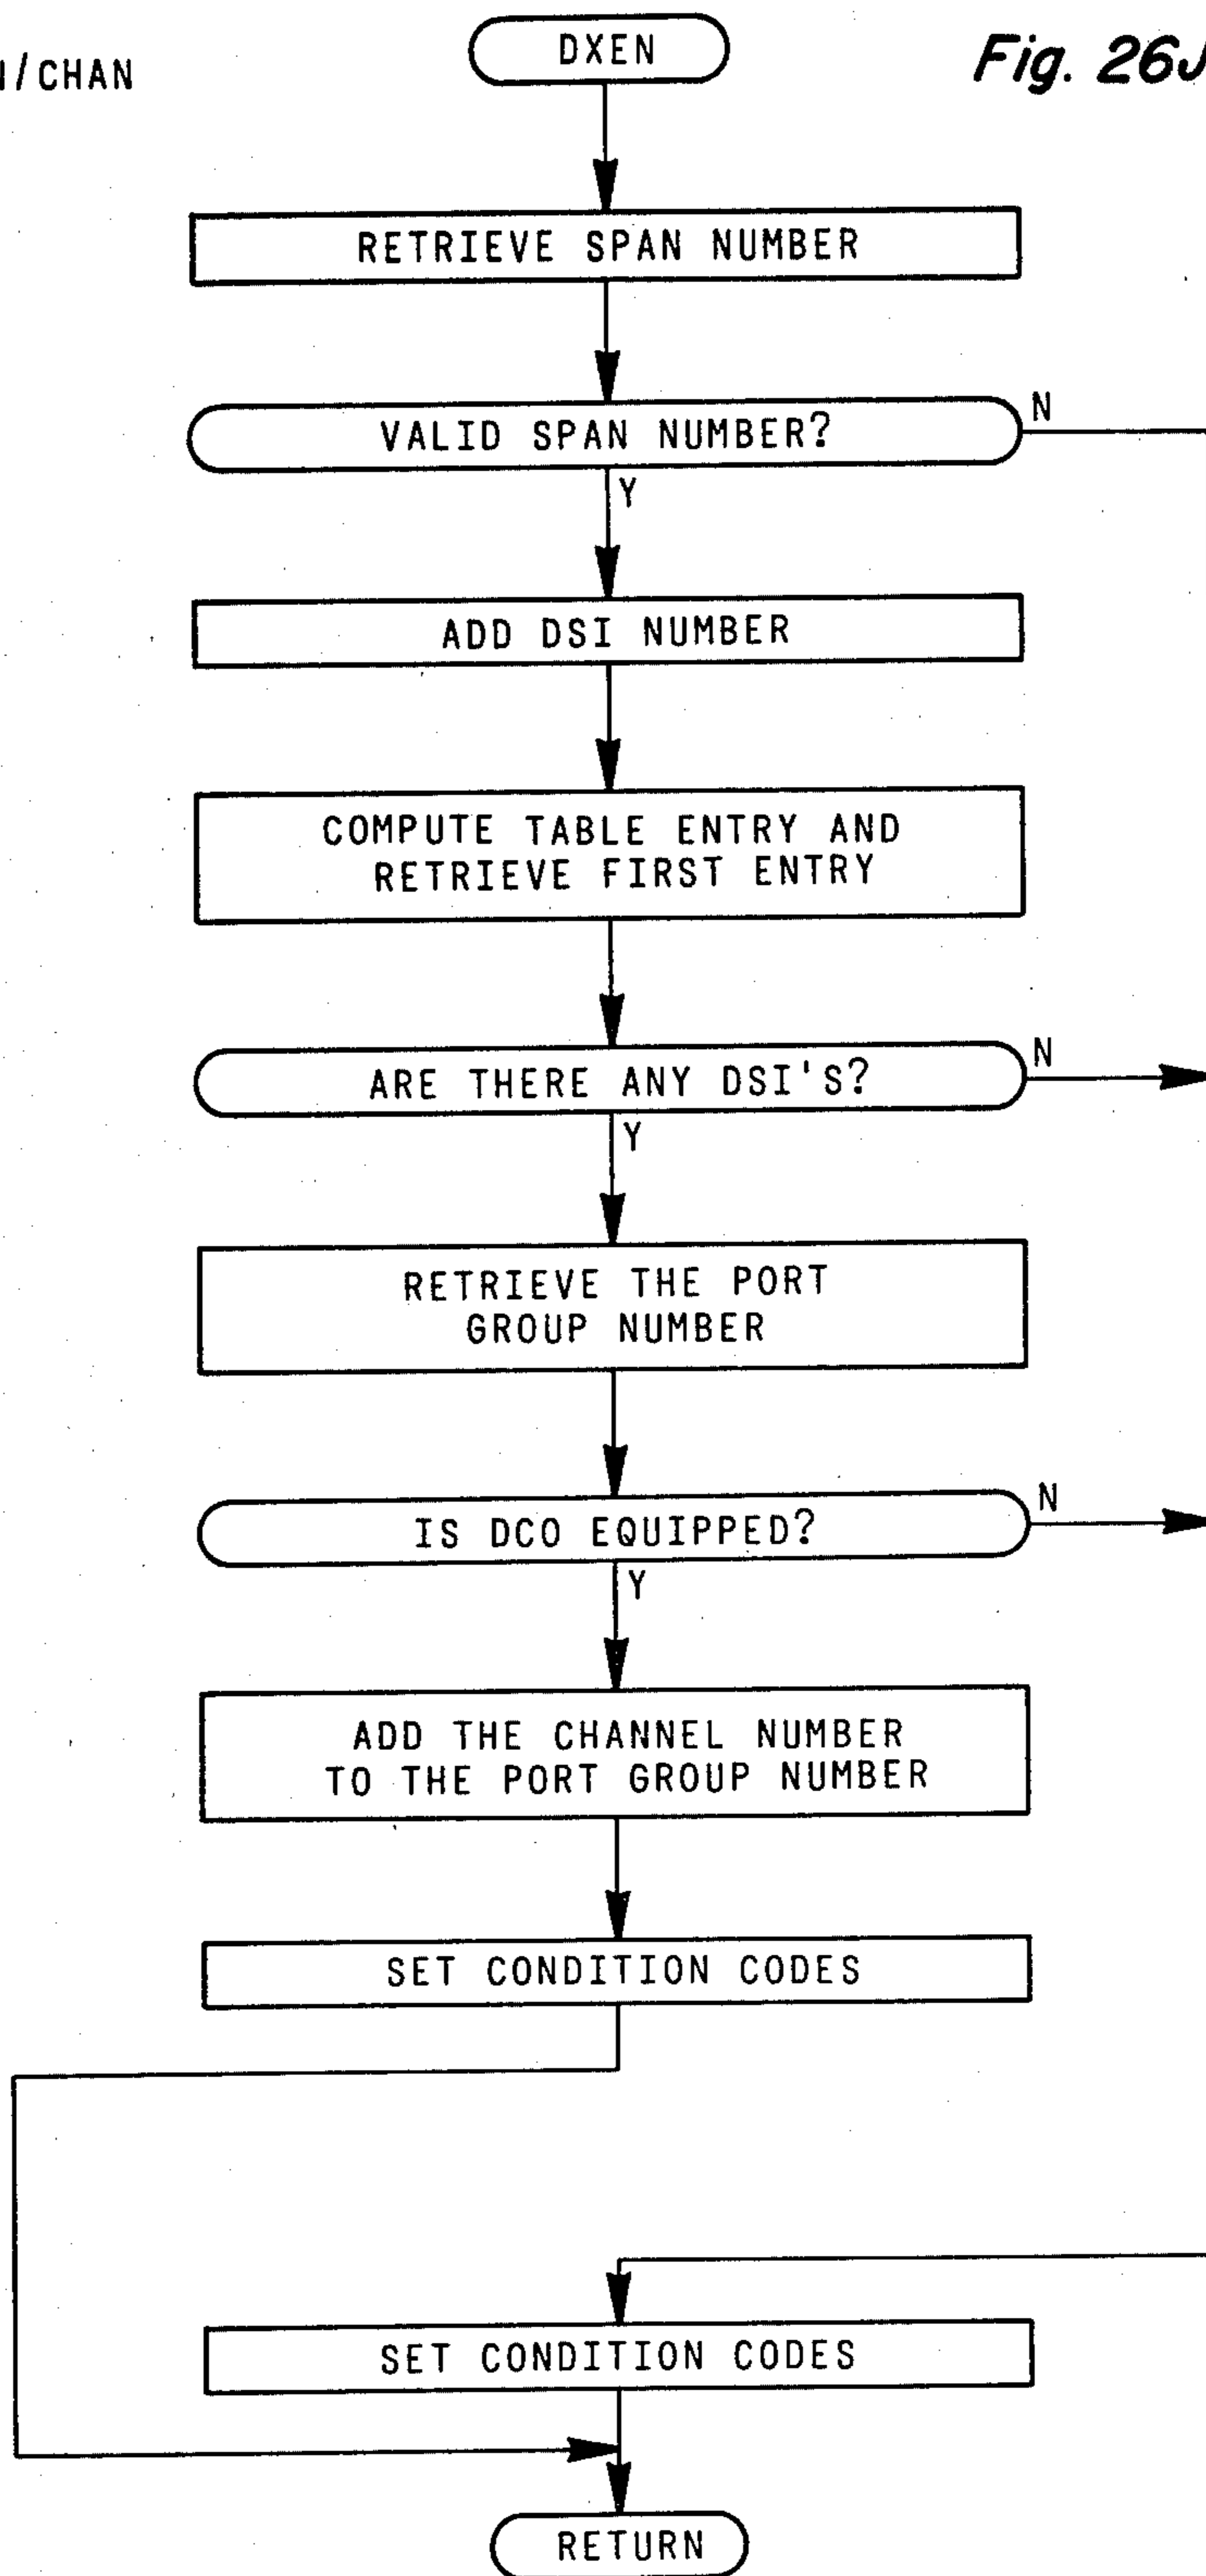 /CHAN
DXEN
Fig. 26J
RETRIEVE SPAN NUMBER
VALID SPAN NUMBER?
N
Y
ADD DSI NUMBER
COMPUTE TABLE ENTRY AND
RETRIEVE FIRST ENTRY
ARE THERE ANY DSI'S?
N
Y
RETRIEVE THE PORT
GROUP NUMBER
IS DCO EQUIPPED?
N
Y
ADD THE CHANNEL NUMBER
TO THE PORT GROUP NUMBER
SET CONDITION CODES
SET CONDITION CODES
RETURN